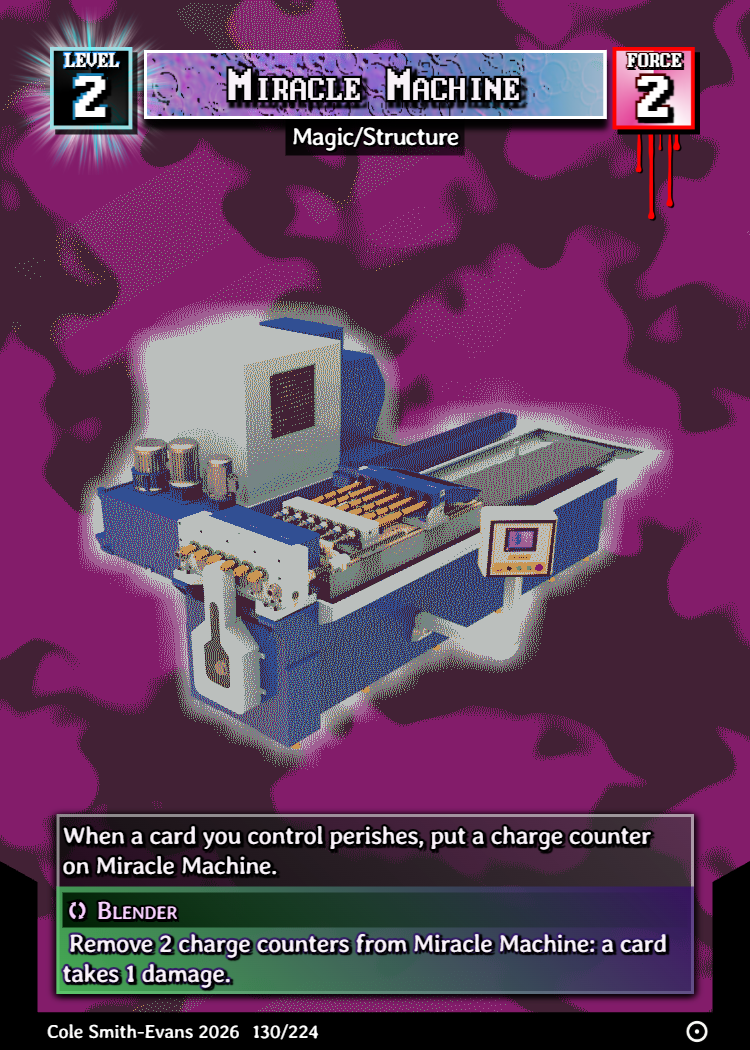 LEVEL
2
Miracle Machine
FORCE
2
Magic/Structure
When a card you control perishes, put a charge counter
on Miracle Machine.
Blender
Remove 2 charge counters from Miracle Machine: a card
takes 1 damage.
Cole Smith-Evans 2026 130/224